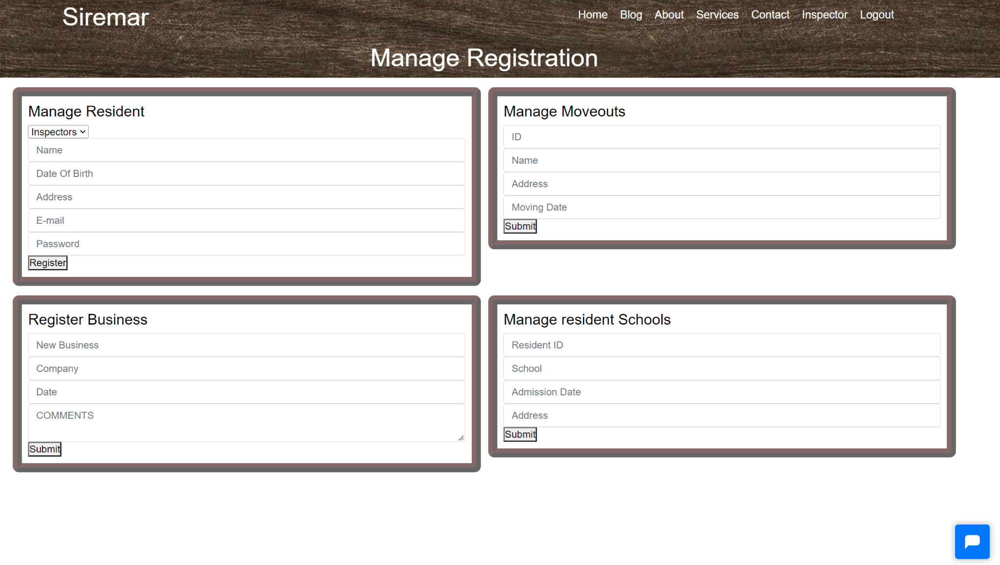 Siremar
Home Blog About Services Contact Inspector Logout
Manage Registration
Manage Resident
Inspectors
Name
Date Of Birth
Address
E-mail
Password
Register
Manage Moveouts
ID
Name
Address
Moving Date
Submit
Register Business
New Business
Company
Date
COMMENTS
Submit
Manage resident Schools
Resident ID
School
Admission Date
Address
Submit